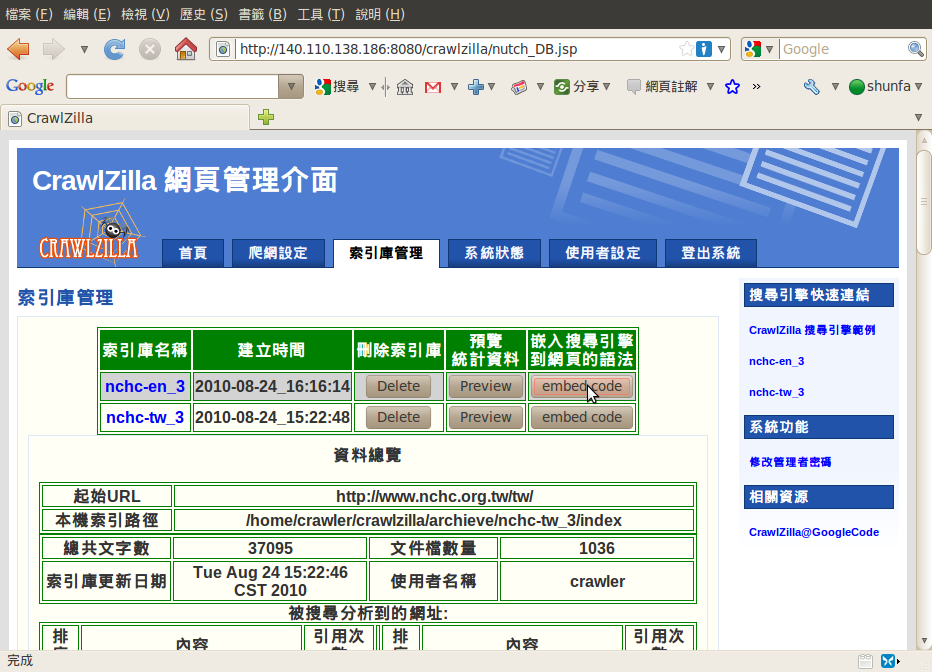 檔案 (F) 編輯 (E) 檢視 (V) 歷史 (S) 書籤 (B) 工具 (T) 說明 (H)
http://140.110.138.186:8080/crawlzilla/nutch_DB.jsp Google
Google 搜尋 分享 網頁註解 » shunfa
CrawlZilla
CrawlZilla 網頁管理介面
CRAWLZILLA
首頁 爬網設定 索引庫管理 系統狀態 使用者設定 登出系統
索引庫管理
索引庫名稱 建立時間 刪除索引庫 預覽 統計資料 嵌入搜尋引擎 到網頁的語法
nchc-en_3 2010-08-24_16:16:14 Delete Preview embed code
nchc-tw_3 2010-08-24_15:22:48 Delete Preview embed code
資料總覽
起始URL http://www.nchc.org.tw/tw/
本機索引路徑 /home/crawler/crawlzilla/archieve/nchc-tw_3/index
總共文字數 37095 文件檔數量 1036
索引庫更新日期 Tue Aug 24 15:22:46 CST 2010 使用者名稱 crawler
被搜尋分析到的網址:
排 內容 引用次 排 內容 引用次
搜尋引擎快速連結
CrawlZilla 搜尋引擎範例
nchc-en_3
nchc-tw_3
系統功能
修改管理者密碼
相關資源
CrawlZilla@GoogleCode
完成